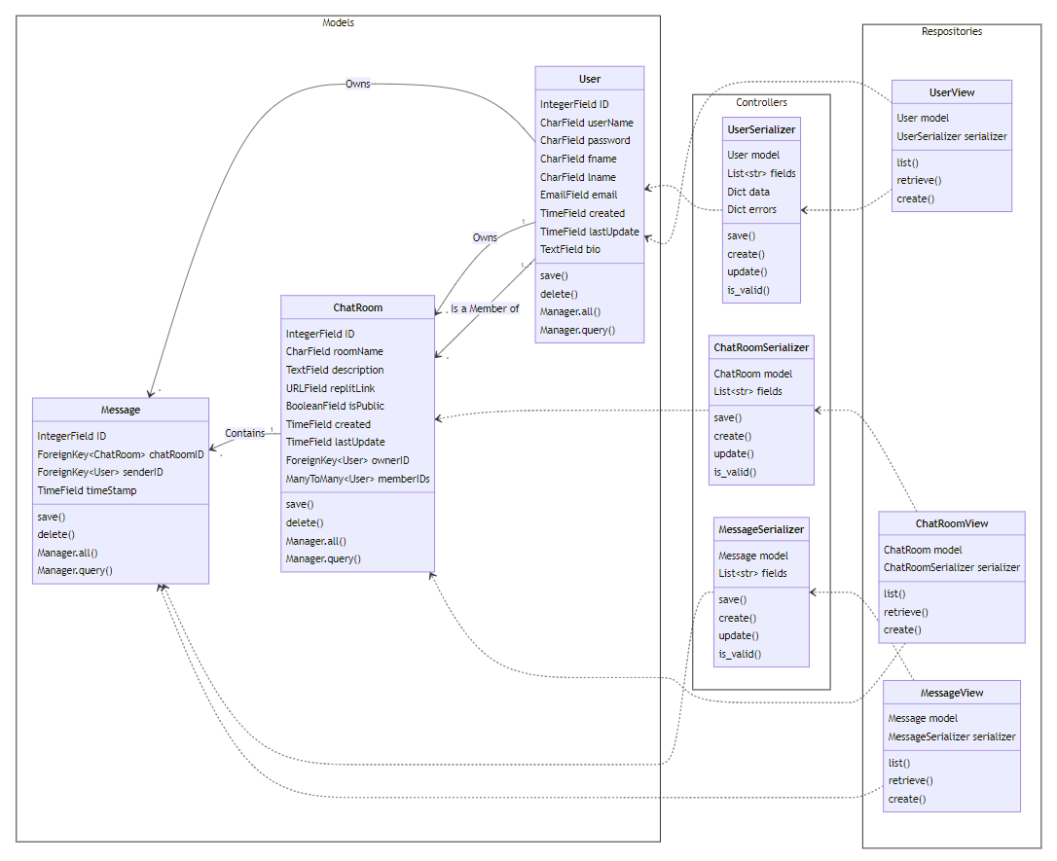 Models
User
IntegerField ID
CharField userName
CharField password
CharField fname
CharField lname
EmailField email
TimeField created
TimeField lastUpdate
TextField bio
save()
delete()
Manager.all()
Manager.query()
Owns
Owns
1
Is a Member of
1..*
*
*
ChatRoom
IntegerField ID
CharField roomName
TextField description
URLField replitLink
BooleanField isPublic
TimeField created
TimeField lastUpdate
ForeignKey<User> ownerID
ManyToMany<User> memberIDs
save()
delete()
Manager.all()
Manager.query()
Contains
1
*
*
Message
IntegerField ID
ForeignKey<ChatRoom> chatRoomID
ForeignKey<User> senderID
TimeField timeStamp
save()
delete()
Manager.all()
Manager.query()
Controllers
UserSerializer
User model
List<str> fields
Dict data
Dict errors
save()
create()
update()
is_valid()
ChatRoomSerializer
ChatRoom model
List<str> fields
save()
create()
update()
is_valid()
MessageSerializer
Message model
List<str> fields
save()
create()
update()
is_valid()
Respositories
UserView
User model
UserSerializer serializer
list()
retrieve()
create()
ChatRoomView
ChatRoom model
ChatRoomSerializer serializer
list()
retrieve()
create()
MessageView
Message model
MessageSerializer serializer
list()
retrieve()
create()